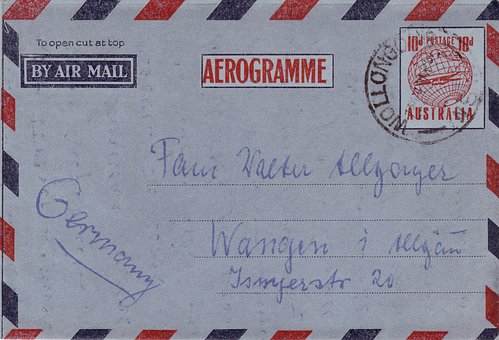 To open cut at top
BY AIR MAIL
AEROGRAMME
10d POSTAGE 10d
AUSTRALIA
WOLLONGONG
Fam Walter Allgayer
Wangen i Allgäu
Isnyerstr 20
Germany